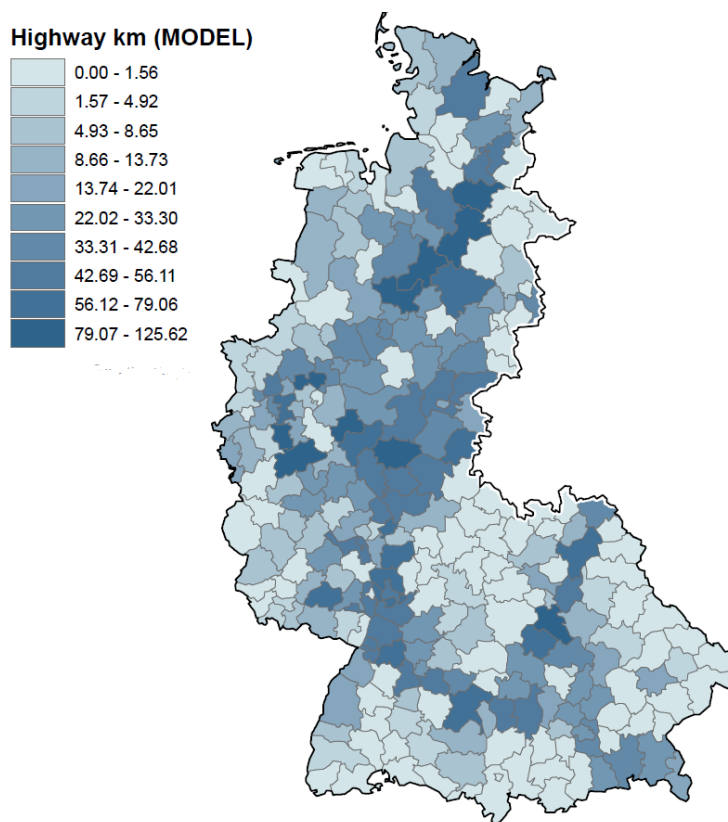 Highway km (MODEL)
0.00 - 1.56
1.57 - 4.92
4.93 - 8.65
8.66 - 13.73
13.74 - 22.01
22.02 - 33.30
33.31 - 42.68
42.69 - 56.11
56.12 - 79.06
79.07 - 125.62